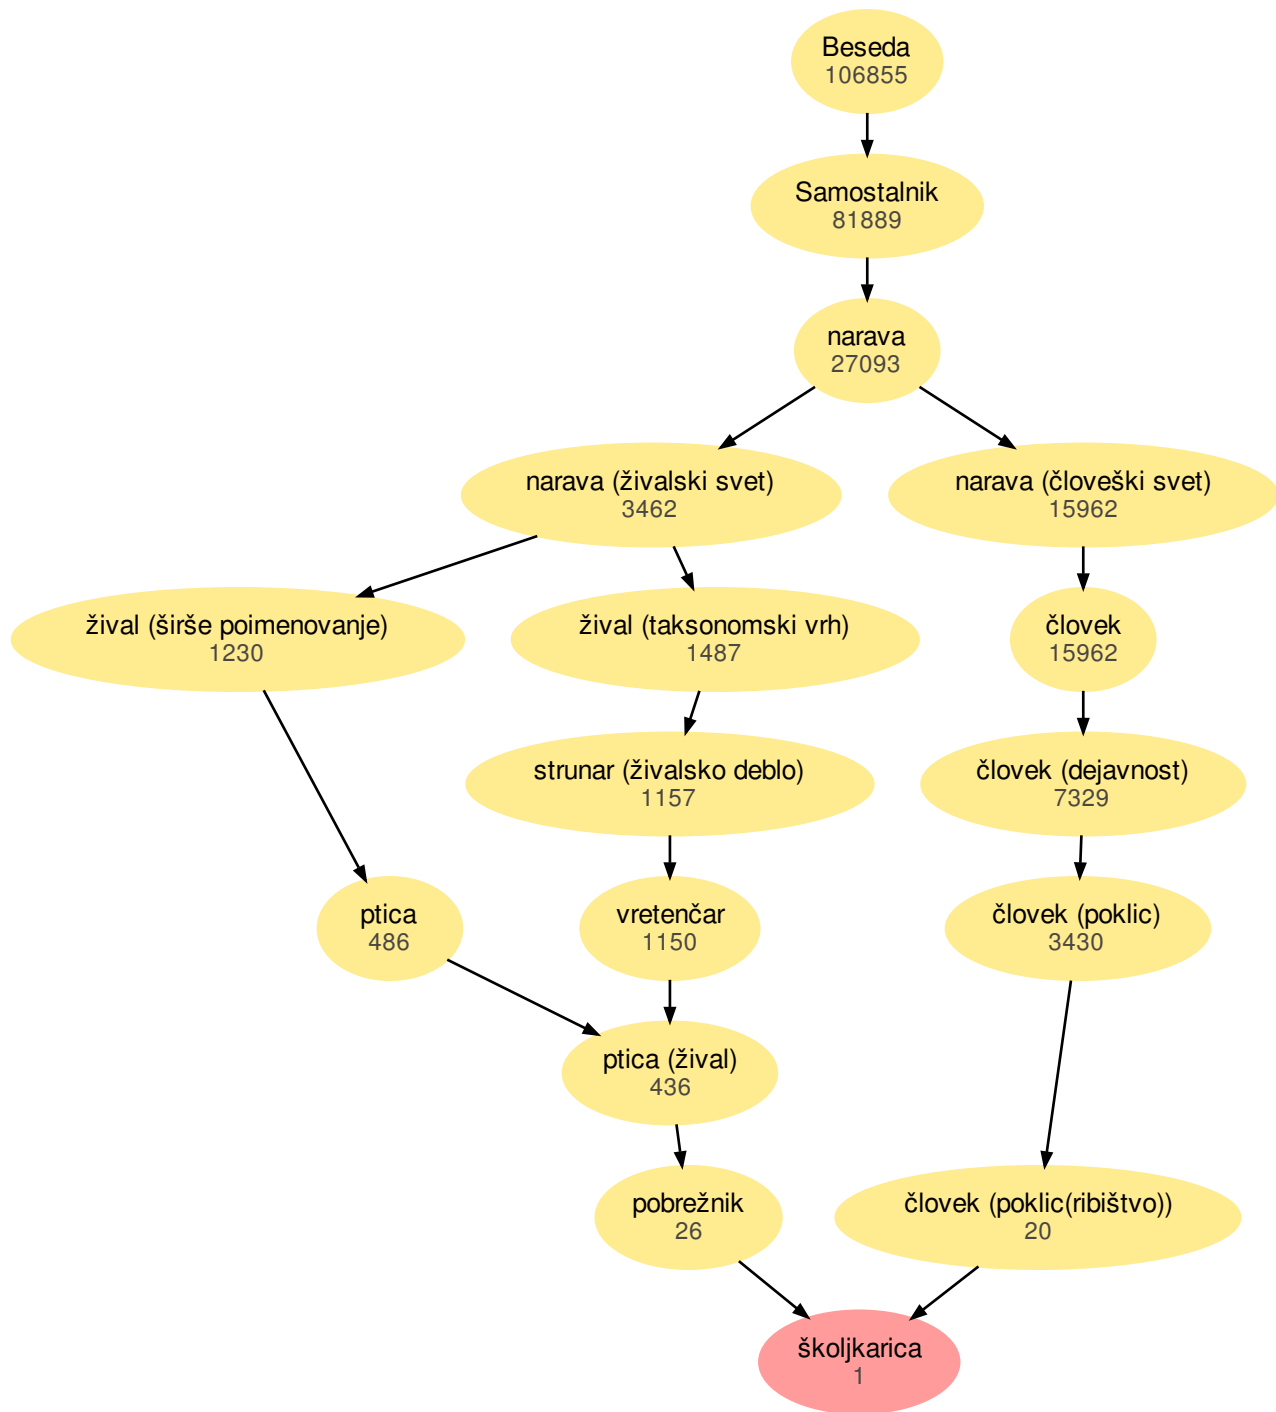 Beseda
106855
Samostalnik
81889
narava
27093
narava (živalski svet)
3462
narava (človeški svet)
15962
žival (širše poimenovanje)
1230
žival (taksonomski vrh)
1487
človek
15962
strunar (živalsko deblo)
1157
človek (dejavnost)
7329
ptica
486
vretenčar
1150
človek (poklic)
3430
ptica (žival)
436
pobrežnik
26
človek (poklic(ribištvo))
20
školjkarica
1